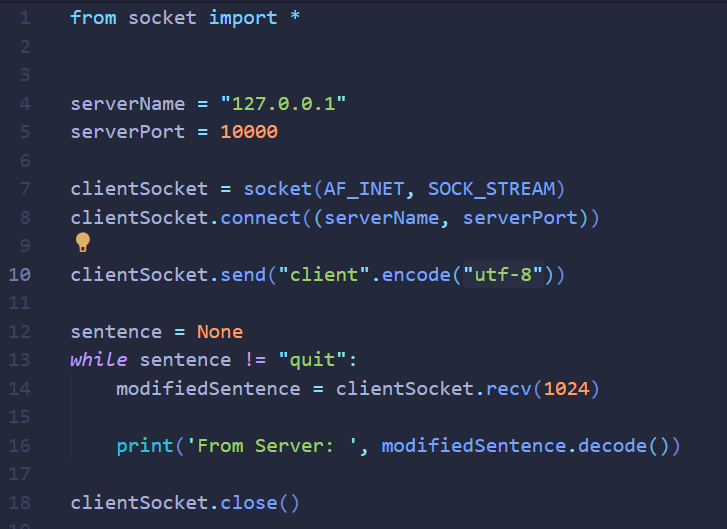 1 from socket import *
2
3
4 serverName = "127.0.0.1"
5 serverPort = 10000
6
7 clientSocket = socket(AF_INET, SOCK_STREAM)
8 clientSocket.connect((serverName, serverPort))
9
10 clientSocket.send("client".encode("utf-8"))
11
12 sentence = None
13 while sentence != "quit":
14     modifiedSentence = clientSocket.recv(1024)
15
16     print('From Server: ', modifiedSentence.decode())
17
18 clientSocket.close()
19